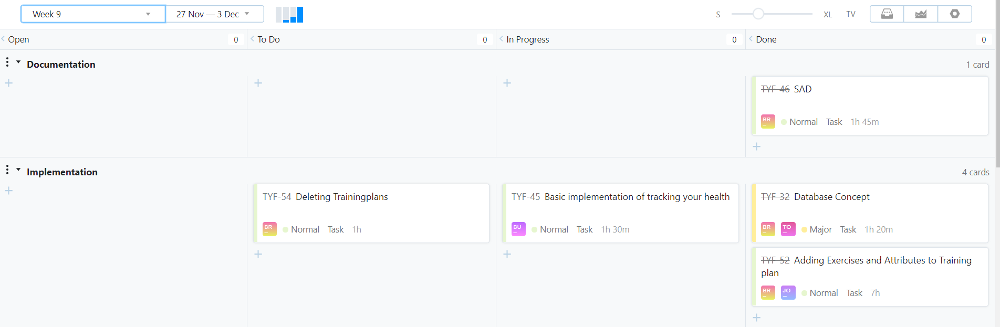 Week 9
27 Nov — 3 Dec
S
XL
TV
Open 0
To Do 0
In Progress 0
Done 0
Documentation
1 card
TYF-46 SAD
BR
Normal Task 1h 45m
Implementation
4 cards
TYF-54 Deleting Trainingplans
BR
Normal Task 1h
TYF-45 Basic implementation of tracking your health
BU
Normal Task 1h 30m
TYF-32 Database Concept
BR TO
Major Task 1h 20m
TYF-52 Adding Exercises and Attributes to Training
plan
BR JO
Normal Task 7h